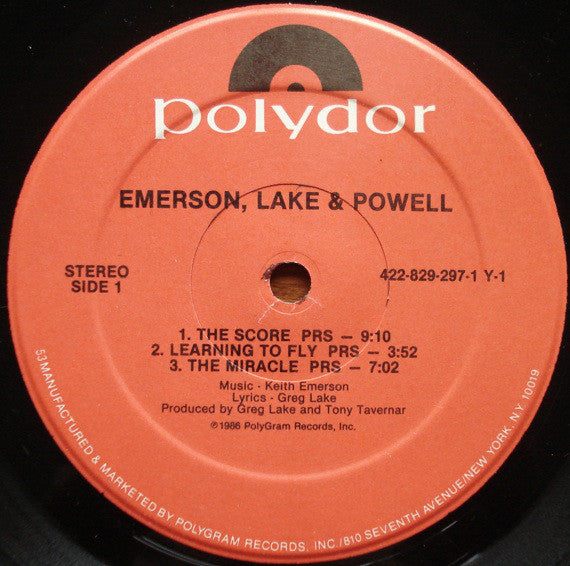 polydor
EMERSON, LAKE & POWELL
STEREO
SIDE 1
422-829-297-1 Y-1
1. THE SCORE PRS — 9:10
2. LEARNING TO FLY PRS — 3:52
3. THE MIRACLE PRS — 7:02
Music - Keith Emerson
Lyrics - Greg Lake
Produced by Greg Lake and Tony Tavernar
℗1986 PolyGram Records, Inc.
53 MANUFACTURED & MARKETED BY POLYGRAM RECORDS, INC./810 SEVENTH AVENUE/NEW YORK, N.Y. 10019